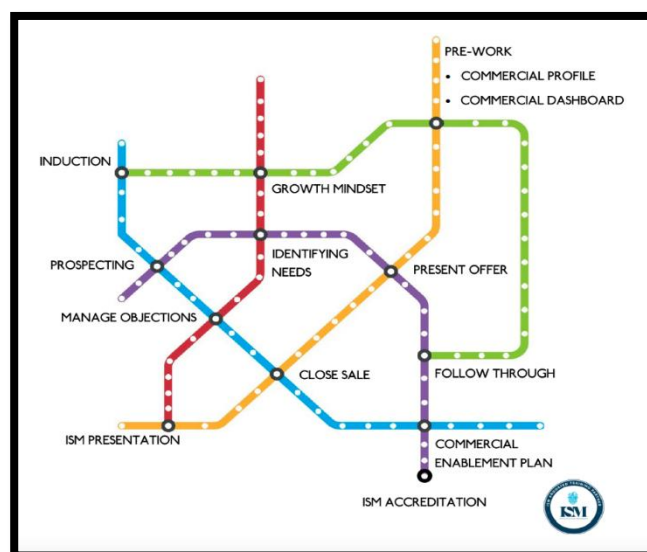 PRE-WORK
• COMMERCIAL PROFILE
• COMMERCIAL DASHBOARD
INDUCTION
GROWTH MINDSET
PROSPECTING
IDENTIFYING
NEEDS
PRESENT OFFER
MANAGE OBJECTIONS
CLOSE SALE
FOLLOW THROUGH
ISM PRESENTATION
COMMERCIAL
ENABLEMENT PLAN
ISM ACCREDITATION
ISM